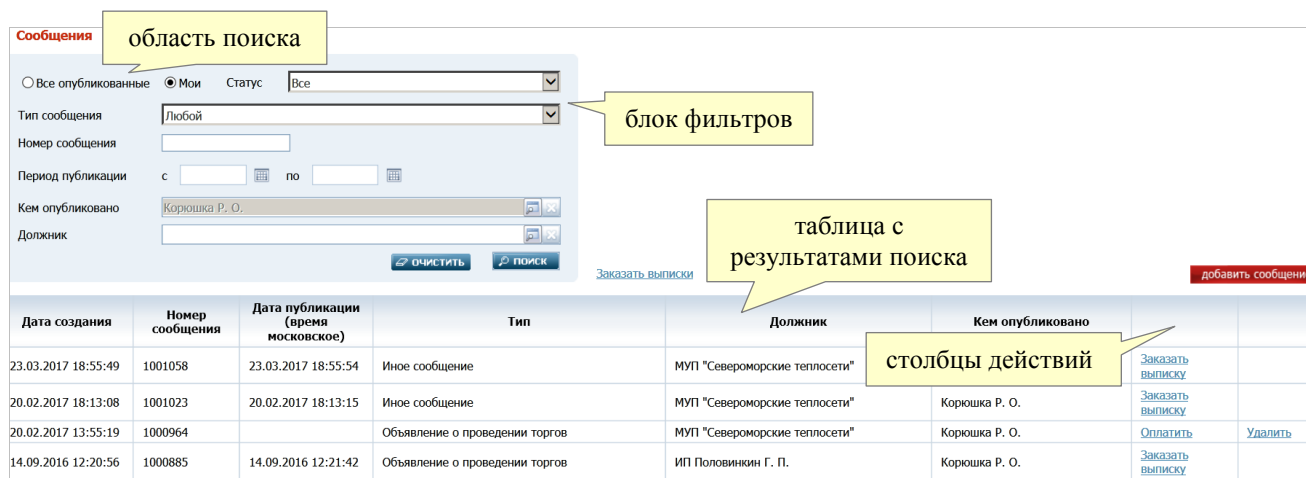 Сообщения
область поиска
Все опубликованные Мои Статус Все
Тип сообщения Любой
блок фильтров
Номер сообщения
Период публикации с по
Кем опубликовано Корюшка Р. О.
Должник
таблица с
результатами поиска
ОЧИСТИТЬ ПОИСК
Заказать выписки
добавить сообщение
Дата создания
Номер
сообщения
Дата публикации
(время
московское)
Тип
Должник
Кем опубликовано
столбцы действий
23.03.2017 18:55:49 1001058 23.03.2017 18:55:54 Иное сообщение МУП "Североморские теплосети" Заказать
выписку
20.02.2017 18:13:08 1001023 20.02.2017 18:13:15 Иное сообщение МУП "Североморские теплосети" Корюшка Р. О. Заказать
выписку
20.02.2017 13:55:19 1000964 Объявление о проведении торгов МУП "Североморские теплосети" Корюшка Р. О. Оплатить Удалить
14.09.2016 12:20:56 1000885 14.09.2016 12:21:42 Объявление о проведении торгов ИП Половинкин Г. П. Корюшка Р. О. Заказать
выписку